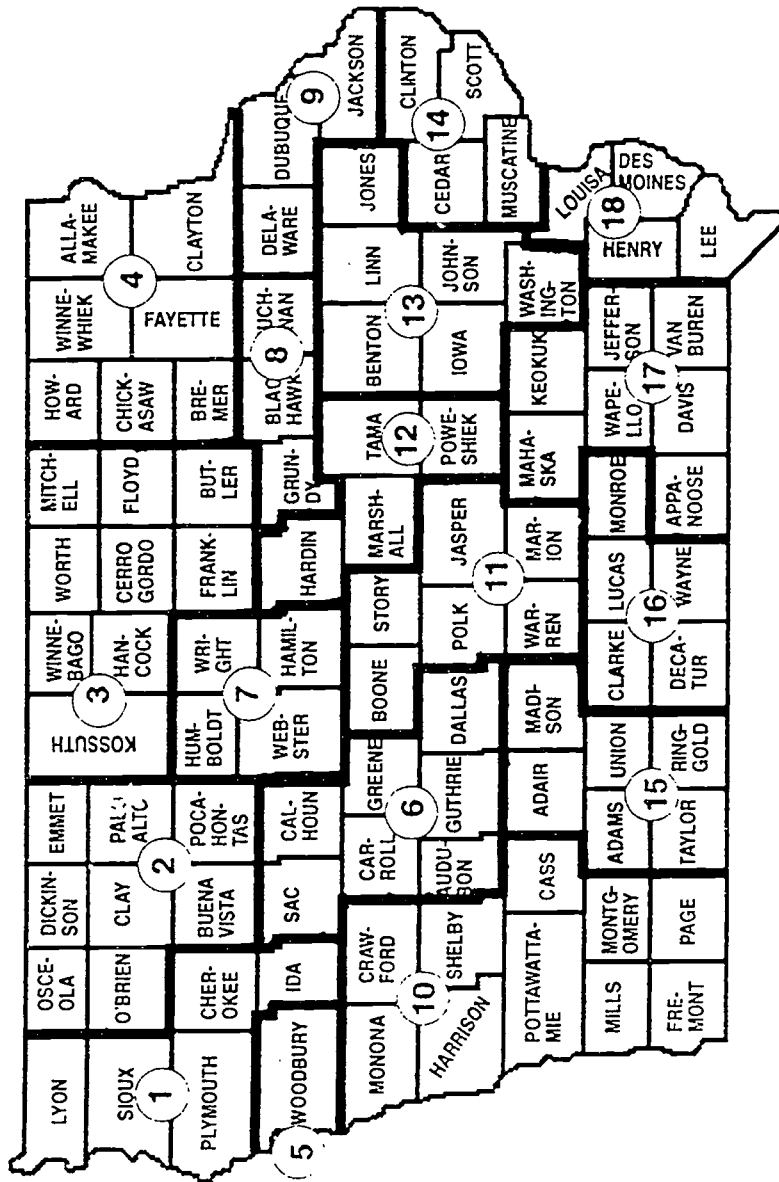 LYON
OSCE-
OLA
DICKIN-
SON
EMMET
WINNE-
BAGO
WORTH
MITCH-
ELL
HOW-
ARD
WINNE-
WHIEK
ALLA-
MAKEE
SIOUX
1
O'BRIEN
CLAY
2
ALTO
KOSSUTH
3
HAN-
COCK
CERRO
GORDO
FLOYD
CHICK-
ASAW
4
FAYETTE
CLAYTON
PLYMOUTH
CHER-
OKEE
BUENA
VISTA
POCA-
HON-
TAS
HUM-
BOLDT
WRI-
GHT
FRANK-
LIN
BUT-
LER
BRE-
MER
5
WOODBURY
IDA
SAC
CAL-
HOUN
WEB-
STER
7
HAMIL-
TON
HARDIN
GRUN-
DY
HAWK
8
DELA-
WARE
DUBUQUE
9
JACKSON
MONONA
CRAW-
FORD
CAR-
ROLL
GREENE
BOONE
STORY
MARSH-
ALL
TAMA
12
BENTON
LINN
JONES
CLINTON
10
HARRISON
SHELBY
AUDU-
BON
6
GUTHRIE
DALLAS
POLK
11
JASPER
POWE-
SHIEK
IOWA
13
JOHN-
SON
CEDAR
14
SCOTT
MUSCATINE
POTTAWATTA-
MIE
CASS
ADAIR
MADI-
SON
WAR-
REN
MAR-
ION
MAHA-
SKA
KEOKUK
WASH-
INGTON
LOUISA
MILLS
MONTG-
OMERY
ADAMS
UNION
15
CLARKE
LUCAS
16
MONROE
WAPEL-
LO
JEFFER-
SON
17
HENRY
18
DES
MOINES
FRE-
MONT
PAGE
TAYLOR
RING-
GOLD
DECA-
TUR
WAYNE
APPA-
NOOSE
DAVIS
VAN
BUREN
LEE